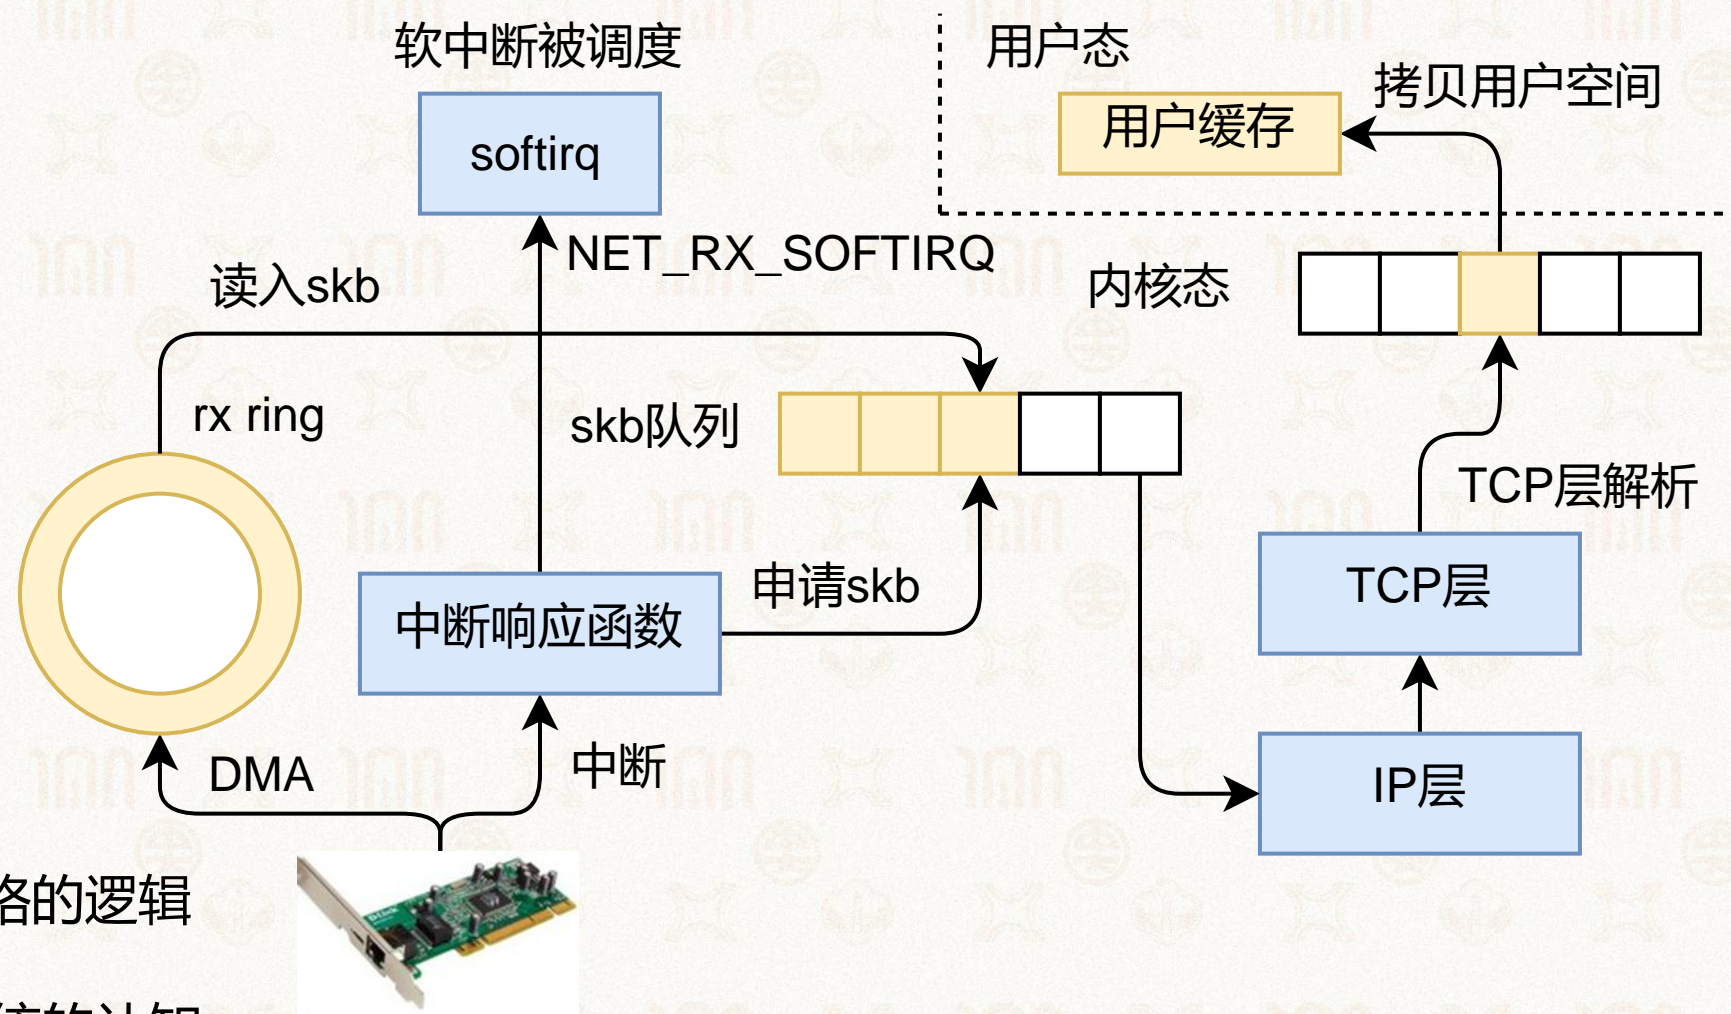 软中断被调度
用户态
拷贝用户空间
用户缓存
softirq
NET_RX_SOFTIRQ
读入skb
内核态
rx ring
skb队列
TCP层解析
申请skb
TCP层
中断响应函数
DMA
中断
IP层
的逻辑